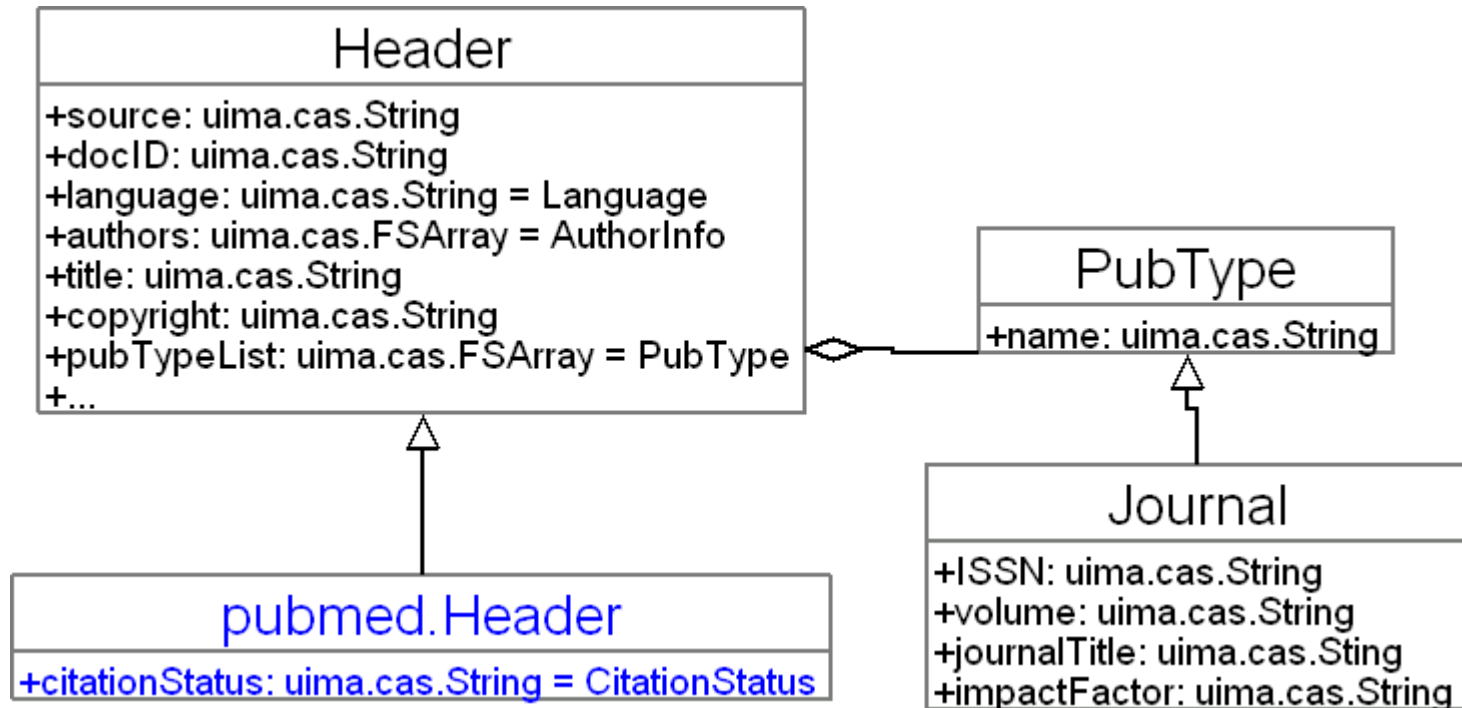 Header
+source: uima.cas.String
+docID: uima.cas.String
+language: uima.cas.String = Language
+authors: uima.cas.FSArray = AuthorInfo
+title: uima.cas.String
+copyright: uima.cas.String
+pubTypeList: uima.cas.FSArray = PubType
+...
PubType
+name: uima.cas.String
pubmed.Header
+citationStatus: uima.cas.String = CitationStatus
Journal
+ISSN: uima.cas.String
+volume: uima.cas.String
+journalTitle: uima.cas.Sting
+impactFactor: uima.cas.String